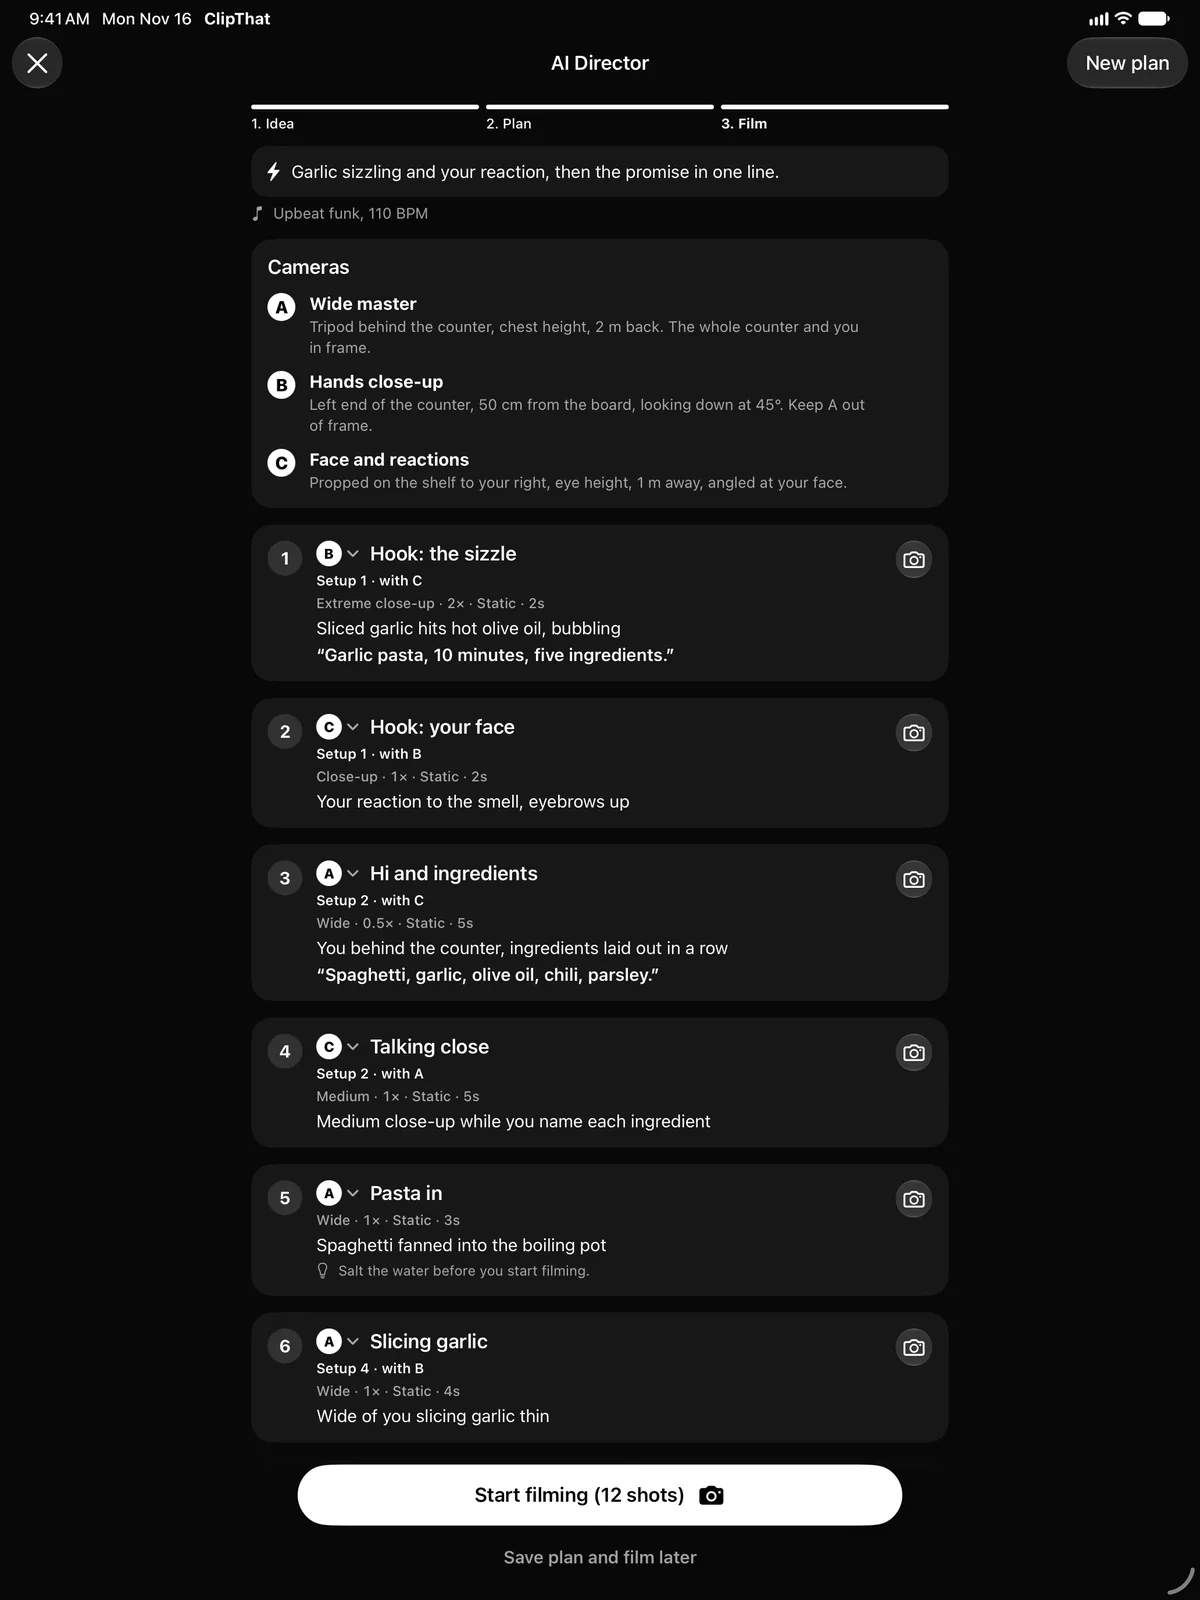 9:41 AM Mon Nov 16 ClipThat
AI Director
New plan
1. Idea
2. Plan
3. Film
Garlic sizzling and your reaction, then the promise in one line.
Upbeat funk, 110 BPM
Cameras
A Wide master
Tripod behind the counter, chest height, 2 m back. The whole counter and you
in frame.
B Hands close-up
Left end of the counter, 50 cm from the board, looking down at 45°. Keep A out
of frame.
C Face and reactions
Propped on the shelf to your right, eye height, 1 m away, angled at your face.
1 B Hook: the sizzle
Setup 1 · with C
Extreme close-up · 2× · Static · 2s
Sliced garlic hits hot olive oil, bubbling
“Garlic pasta, 10 minutes, five ingredients.”
2 C Hook: your face
Setup 1 · with B
Close-up · 1× · Static · 2s
Your reaction to the smell, eyebrows up
3 A Hi and ingredients
Setup 2 · with C
Wide · 0.5× · Static · 5s
You behind the counter, ingredients laid out in a row
“Spaghetti, garlic, olive oil, chili, parsley.”
4 C Talking close
Setup 2 · with A
Medium · 1× · Static · 5s
Medium close-up while you name each ingredient
5 A Pasta in
Wide · 1× · Static · 3s
Spaghetti fanned into the boiling pot
Salt the water before you start filming.
6 A Slicing garlic
Setup 4 · with B
Wide · 1× · Static · 4s
Wide of you slicing garlic thin
Start filming (12 shots)
Save plan and film later